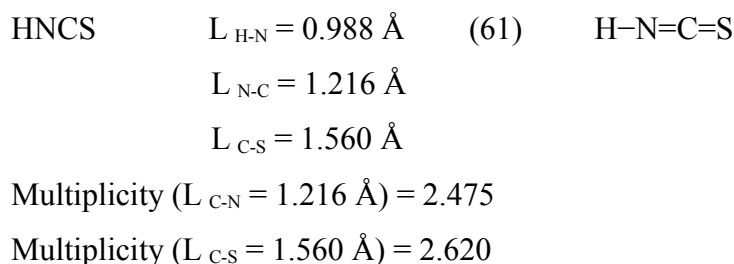 HNCS L H-N = 0.988 Å (61) H−N=C=S
L N-C = 1.216 Å
L C-S = 1.560 Å
Multiplicity (L C-N = 1.216 Å) = 2.475
Multiplicity (L C-S = 1.560 Å) = 2.620